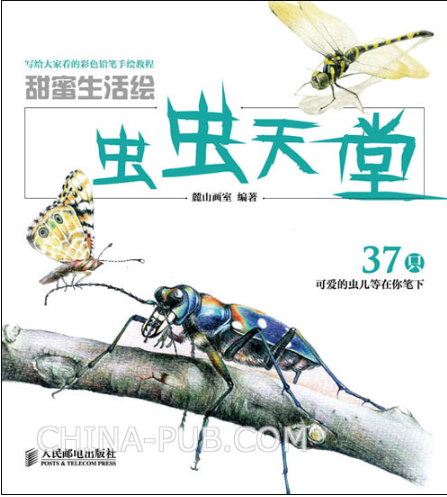 写给大家看的彩色铅笔手绘教程
甜蜜生活绘
虫虫天堂
麓山画室 编著
37只
可爱的虫儿等在你笔下
CHINA-PUB.COM
人民邮电出版社
POSTS & TELECOM PRESS